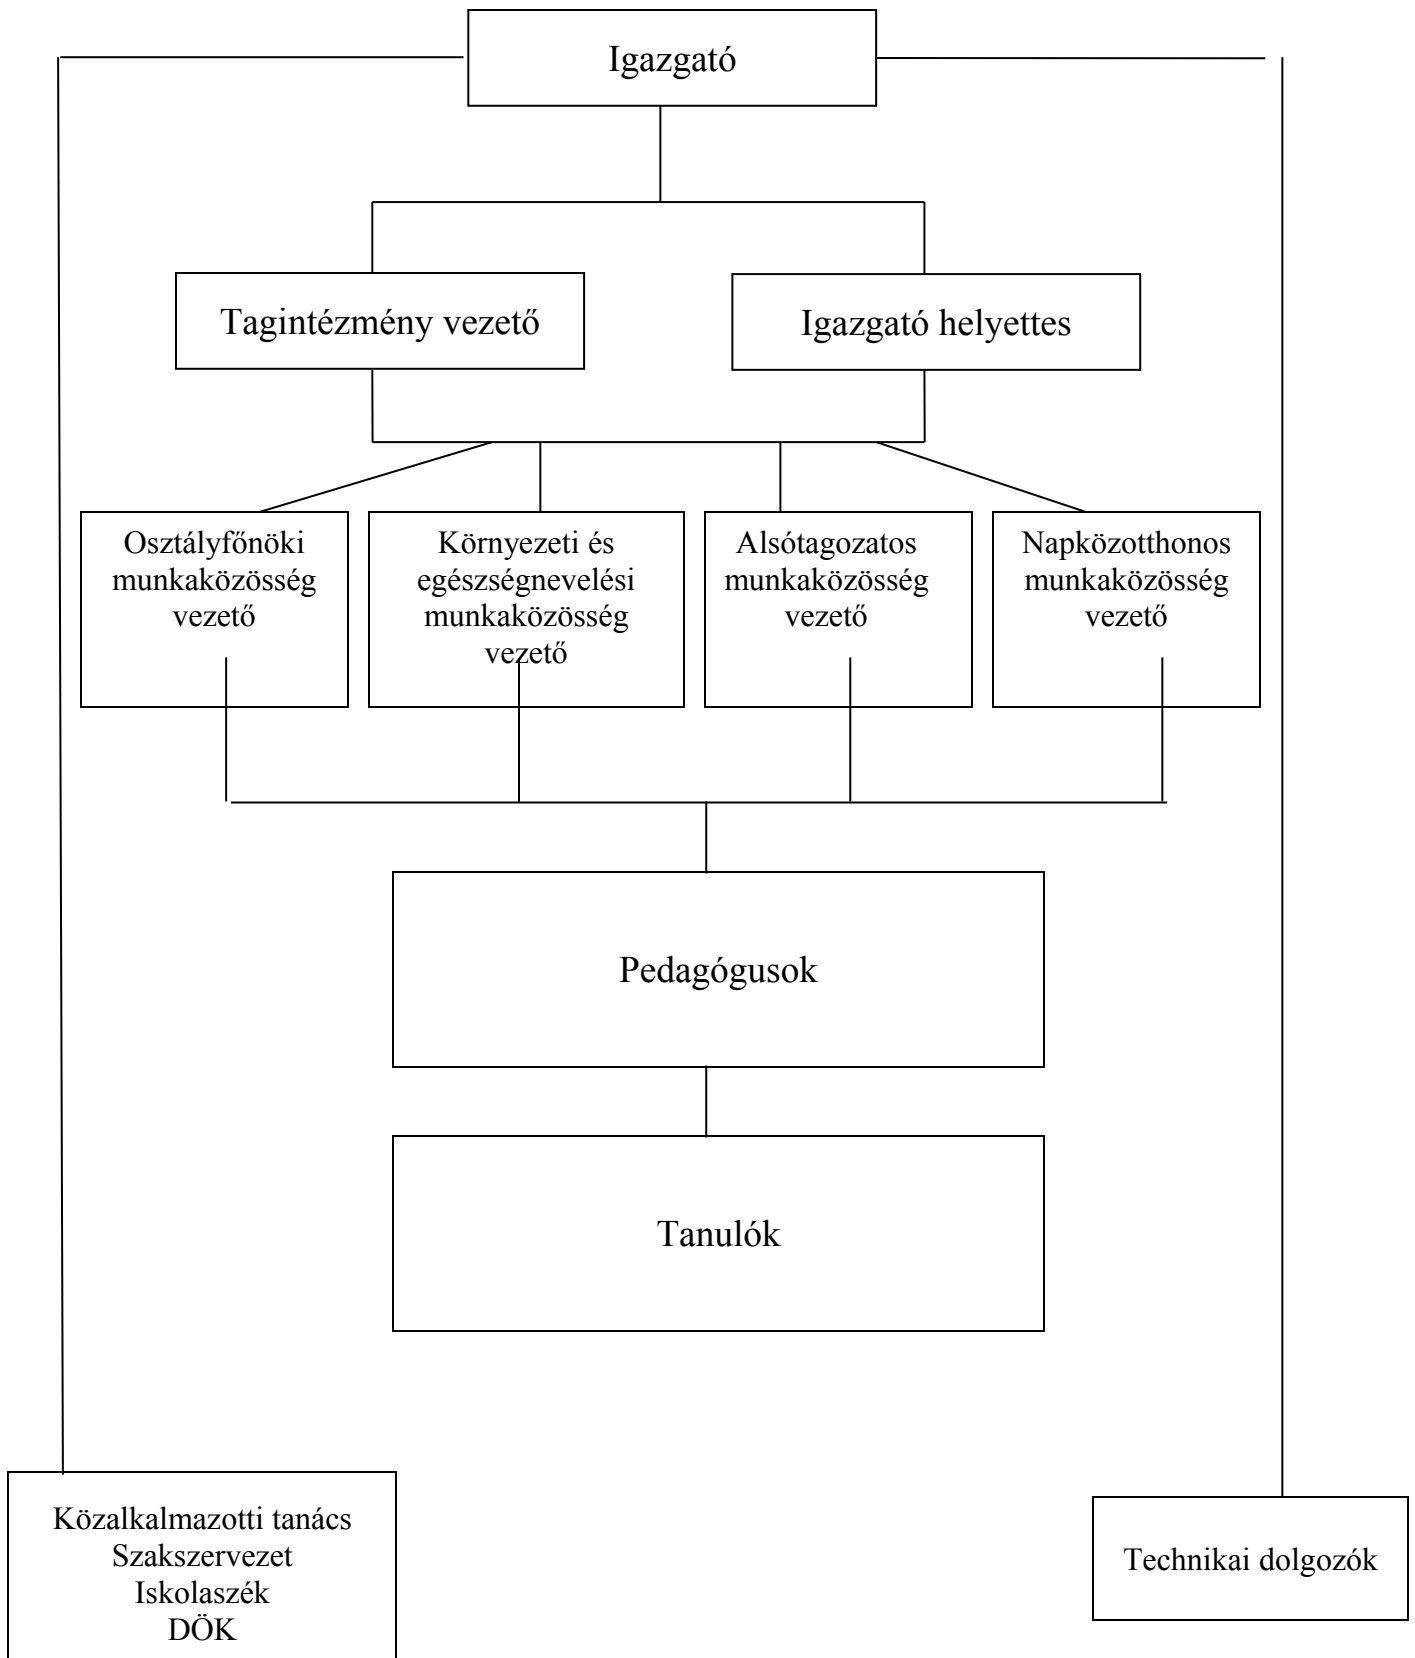 Igazgató
Tagintézmény vezető
Igazgató helyettes
Osztályfőnöki
munkaközösség
vezető
Környezeti és
egészségnevelési
munkaközösség
vezető
Alsótagozatos
munkaközösség
vezető
Napközotthonos
munkaközösség
vezető
Pedagógusok
Tanulók
Közalkalmazotti tanács
Szakszervezet
Iskolaszék
DÖK
Technikai dolgozók